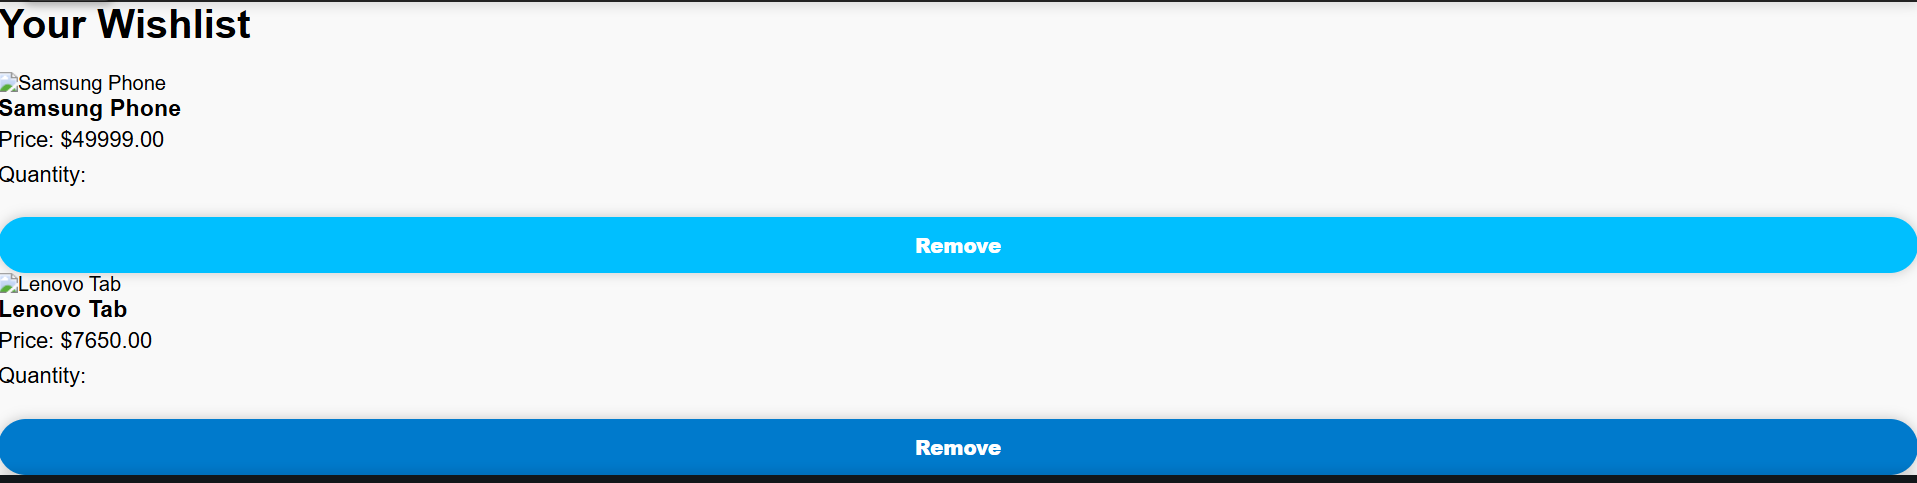 Your Wishlist
Samsung Phone
Samsung Phone
Price: $49999.00
Quantity:
Remove
Lenovo Tab
Lenovo Tab
Price: $7650.00
Quantity:
Remove